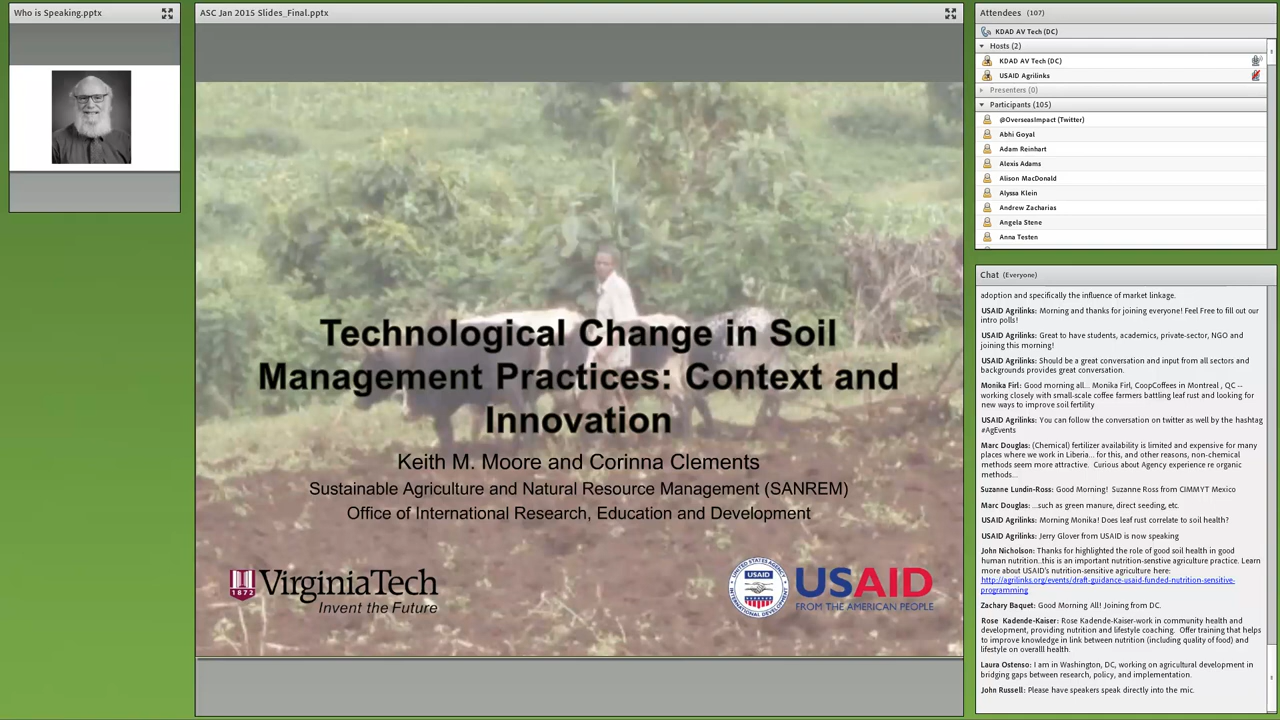 Who is Speaking.pptx
ASC Jan 2015 Slides_Final.pptx
Technological Change in Soil
Management Practices: Context and
Innovation
Keith M. Moore and Corinna Clements
Sustainable Agriculture and Natural Resource Management (SANREM)
Office of International Research, Education and Development
1872
VirginiaTech
Invent the Future
UNITED STATES AGENCY
USAID
INTERNATIONAL DEVELOPMENT
USAID
FROM THE AMERICAN PEOPLE
Attendees (107)
KDAD AV Tech (DC)
Hosts (2)
KDAD AV Tech (DC)
USAID Agrilinks
Presenters (0)
Participants (105)
@OverseasImpact (Twitter)
Abhi Goyal
Adam Reinhart
Alexis Adams
Alison MacDonald
Alyssa Klein
Andrew Zacharias
Angela Stene
Anna Testen
Chat (Everyone)
adoption and specifically the influence of market linkage.
USAID Agrilinks: Morning and thanks for joining everyone! Feel Free to fill out our
intro polls!
USAID Agrilinks: Great to have students, academics, private-sector, NGO and
joining this morning!
USAID Agrilinks: Should be a great conversation and input from all sectors and
backgrounds provides great conversation.
Monika Firl: Good morning all... Monika Firl, CoopCoffees in Montreal , QC --
working closely with small-scale coffee farmers battling leaf rust and looking for
new ways to improve soil fertility
USAID Agrilinks: You can follow the conversation on twitter as well by the hashtag
#AgEvents
Marc Douglas: (Chemical) fertilizer availability is limited and expensive for many
places where we work in Liberia... for this, and other reasons, non-chemical
methods seem more attractive. Curious about Agency experience re organic
methods...
Suzanne Lundin-Ross: Good Morning! Suzanne Ross from CIMMYT Mexico
Marc Douglas: ...such as green manure, direct seeding, etc.
USAID Agrilinks: Morning Monika! Does leaf rust correlate to soil health?
USAID Agrilinks: Jerry Glover from USAID is now speaking
John Nicholson: Thanks for highlighted the role of good soil health in good
human nutrition..this is an important nutrition-senstive agriculture practice. Learn
more about USAID's nutrition-sensitive agriculture here:
http://agrilinks.org/events/draft-guidance-usaid-funded-nutrition-sensitive-
programming
Zachary Baquet: Good Morning All! Joining from DC.
Rose Kadende-Kaiser: Rose Kadende-Kaiser-work in community health and
development, providing nutrition and lifestyle coaching. Offer training that helps
to improve knowledge in link between nutrition (including quality of food) and
lifestyle on overalll health.
Laura Ostenso: I am in Washington, DC, working on agricultural development in
bridging gaps between research, policy, and implementation.
John Russell: Please have speakers speak directly into the mic.